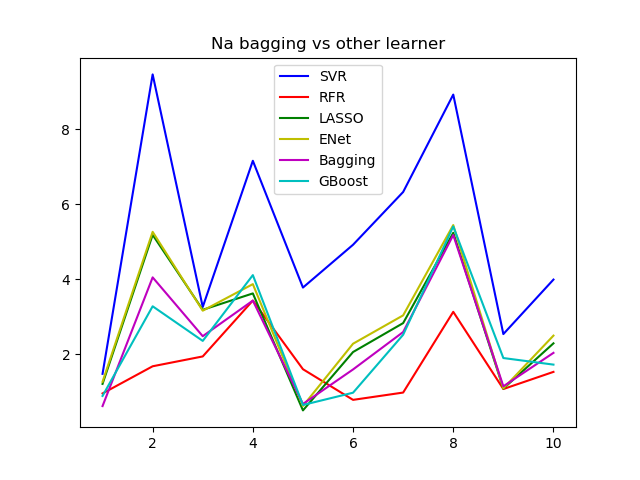 Na bagging vs other learner
SVR
RFR
LASSO
ENet
Bagging
GBoost
8
6
4
2
2 4 6 8 10